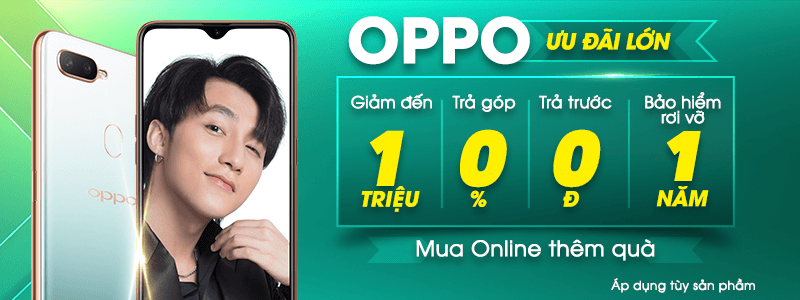 OPPO
ƯU ĐÃI LỚN
Giảm đến
1
TRIỆU
Trả góp
0
%
Trả trước
0
Đ
Bảo hiểm
rơi vỡ
1
NĂM
Mua Online thêm quà
Áp dụng tùy sản phẩm
oppo